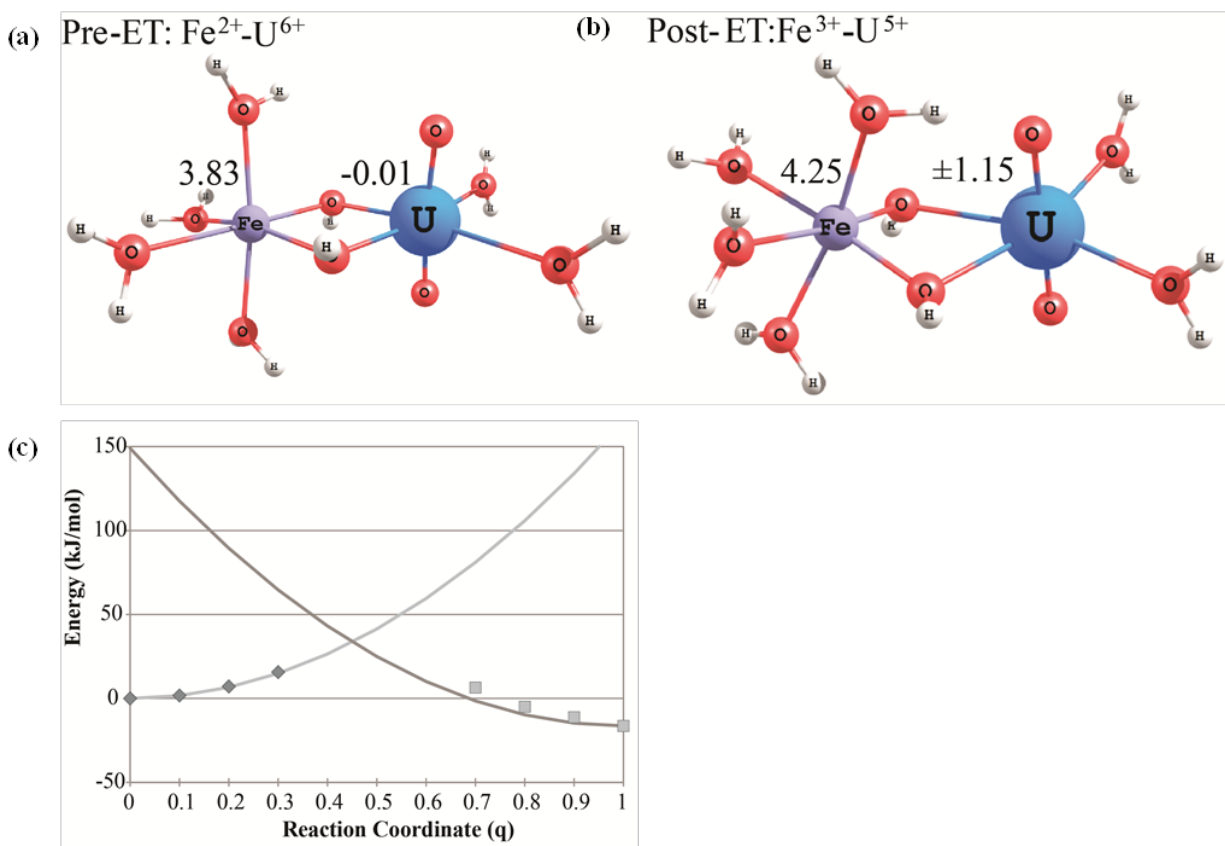 (a) Pre-ET: Fe²⁺-U⁶⁺
(b) Post-ET:Fe³⁺-U⁵⁺
H
H
O
3.83
-0.01
O
H
H
O
H
O
H
O
H
Fe
U
H
O
H
O
H
O
H
O
O
H
H
H
H
O
H
H
O
4.25
±1.15
O
H
O
H
H
O
H
Fe
O
H
U
H
O
H
O
H
O
H
O
O
H
H
H
(c)
150
100
50
0
-50
Energy (kJ/mol)
0 0.1 0.2 0.3 0.4 0.5 0.6 0.7 0.8 0.9 1
Reaction Coordinate (q)